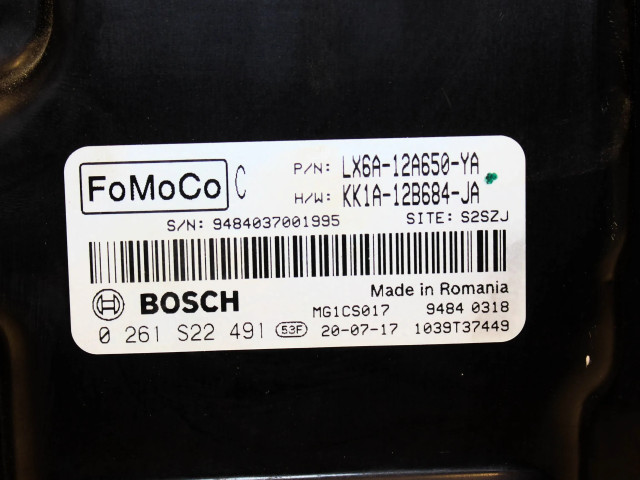 FoMoCo C P/N: LX6A-12A650-YA
H/W: KK1A-12B684-JA
S/N: 9484037001995 SITE: S2SZJ
Made in Romania
BOSCH MG1CS017 9484 0318
0 261 S22 491 53F 20-07-17 1039T37449